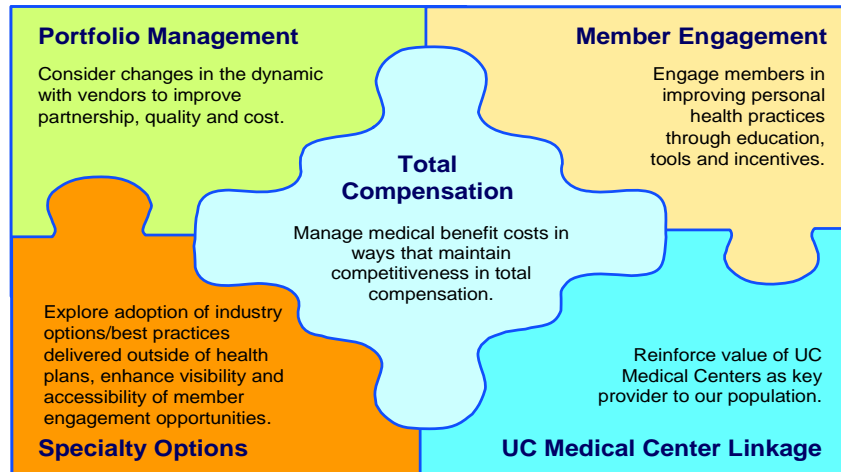 Portfolio Management
Consider changes in the dynamic
with vendors to improve
partnership, quality and cost.
Member Engagement
Engage members in
improving personal
health practices
through education,
tools and incentives.
Total
Compensation
Manage medical benefit costs in
ways that maintain
competitiveness in total
compensation.
Explore adoption of industry
options/best practices
delivered outside of health
plans, enhance visibility and
accessibility of member
engagement opportunities.
Specialty Options
Reinforce value of UC
Medical Centers as key
provider to our population.
UC Medical Center Linkage